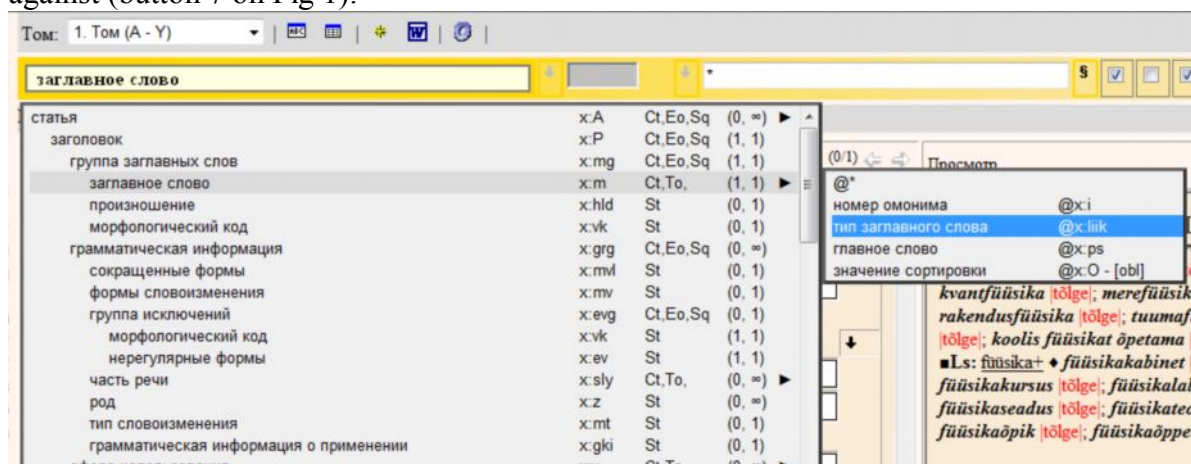 against (button 7 on Fig 1).
Том: 1. Том (A - Y)
заглавное слово * §
статья x:A Ct,Eo,Sq (0, ∞) ►
заголовок x:P Ct,Eo,Sq (1, 1)
группа заглавных слов x:mg Ct,Eo,Sq (1, 1)
заглавное слово x:m Ct,To, (1, 1) ►
произношение x:hld St (0, 1)
морфологический код x:vk St (0, 1)
грамматическая информация x:grg Ct,Eo,Sq (0, ∞)
сокращенные формы x:mvl St (0, 1)
формы словоизменения x:mv St (0, 1)
группа исключений x:evg Ct,Eo,Sq (0, 1)
морфологический код x:vk St (1, 1)
нерегулярные формы x:ev St (1, 1)
часть речи x:sly Ct,To, (0, ∞) ►
род x:z St (0, ∞)
тип словоизменения x:mt St (0, 1)
грамматическая информация о применении x:gki St (0, 1)
(0/1) Просмотр
@*
номер омонима @x:i
тип заглавного слова @x:liik
главное слово @x:ps
значение сортировки @x:O - [obl]
kvantfüüsika |tõlge|; merefüüsik
rakendusfüüsika |tõlge|; tuumaf
|tõlge|; koolis füüsikat õpetama
■Ls: füüsika+ ♦ füüsikakabinet
füüsikakursus |tõlge|; füüsikalal
füüsikaseadus |tõlge|; füüsikatea
füüsikaõpik |tõlge|; füüsikaõppe